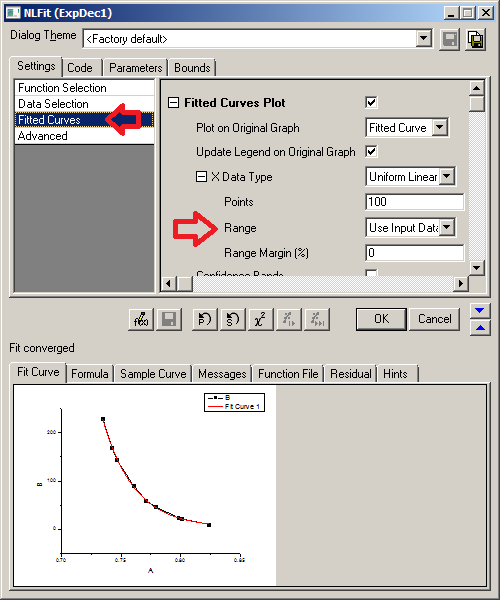 NLFit (ExpDec1)
Dialog Theme <Factory default>
Settings Code Parameters Bounds
Function Selection
Data Selection
Fitted Curves
Advanced
Fitted Curves Plot
Plot on Original Graph Fitted Curve
Update Legend on Original Graph
X Data Type Uniform Linear
Points 100
Range Use Input Data
Range Margin (%) 0
Confidence Bands
f(x) P S χ² OK Cancel
Fit converged
Fit Curve Formula Sample Curve Messages Function File Residual Hints
B
Fit Curve 1
200
B
0
0.70 0.75 0.80 0.85
A